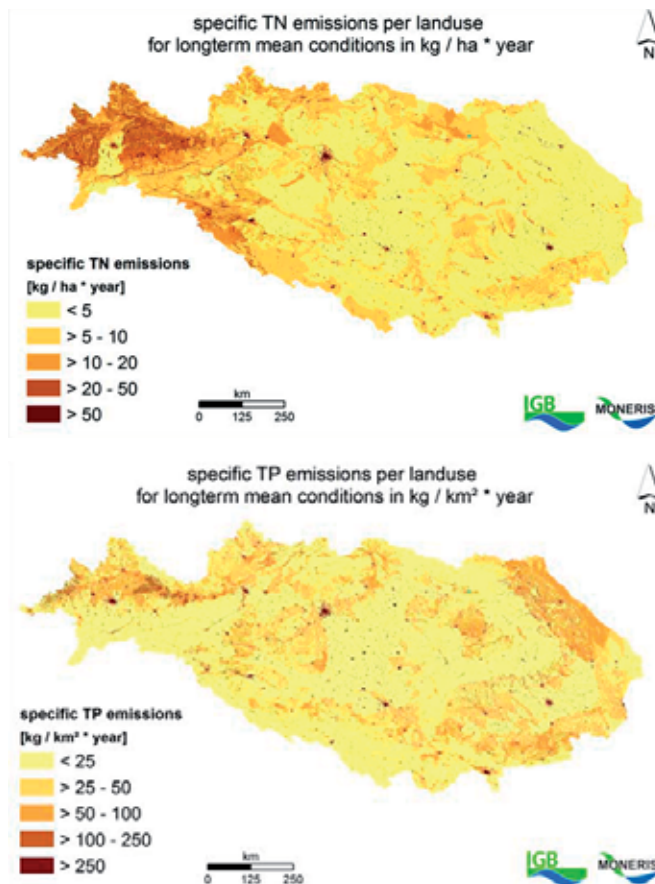 specific TN emissions per landuse
for longterm mean conditions in kg / ha * year
N
specific TN emissions
[kg / ha * year]
< 5
> 5 - 10
> 10 - 20
> 20 - 50
> 50
km
0 125 250
IGB
MONERIS
specific TP emissions per landuse
for longterm mean conditions in kg / km² * year
N
specific TP emissions
[kg / km² * year]
< 25
> 25 - 50
> 50 - 100
> 100 - 250
> 250
km
0 125 250
IGB
MONERIS